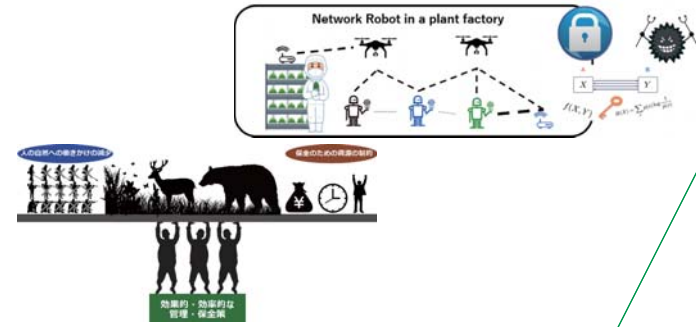 Network Robot in a plant factory
X
Y
I(X,Y)
人の自然への働きかけの減少
保全のための資源の制約
¥
効果的・効率的な
管理・保全策